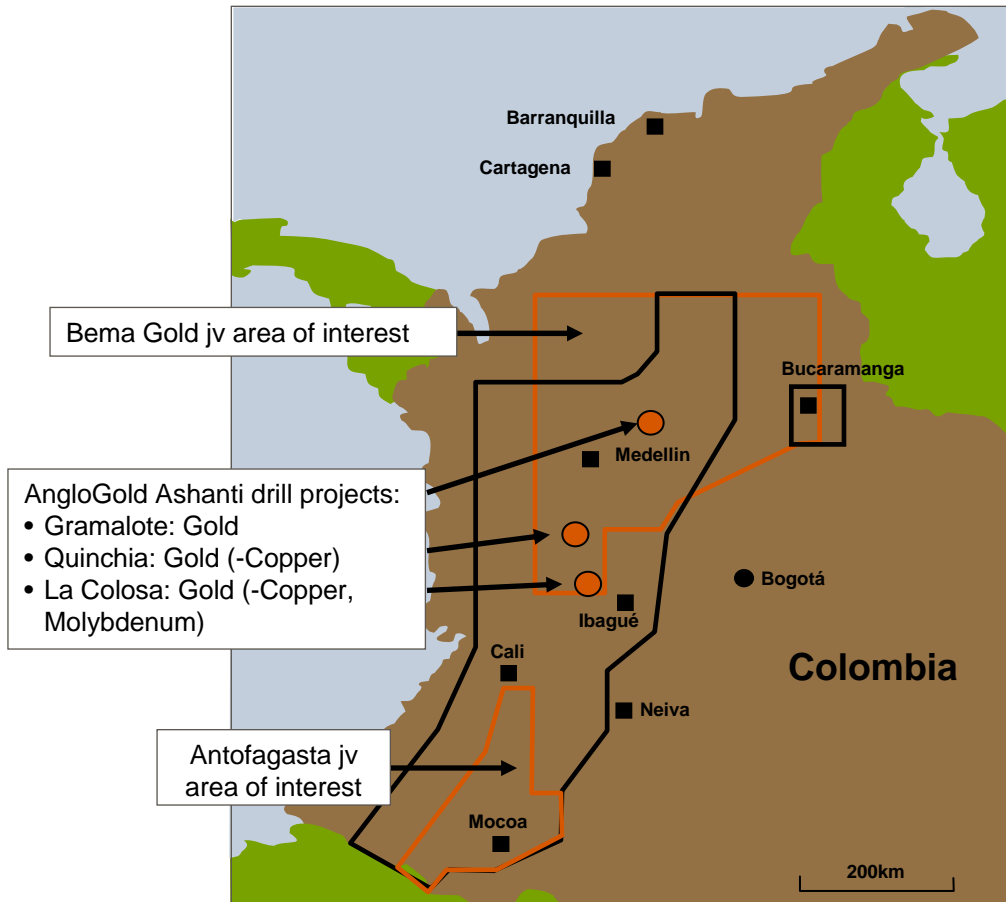 Barranquilla
Cartagena
Bema Gold jv area of interest
Bucaramanga
Medellin
AngloGold Ashanti drill projects:
• Gramalote: Gold
• Quinchia: Gold (-Copper)
• La Colosa: Gold (-Copper,
Molybdenum)
Bogotá
Ibagué
Cali
Colombia
Neiva
Antofagasta jv
area of interest
Mocoa
200km